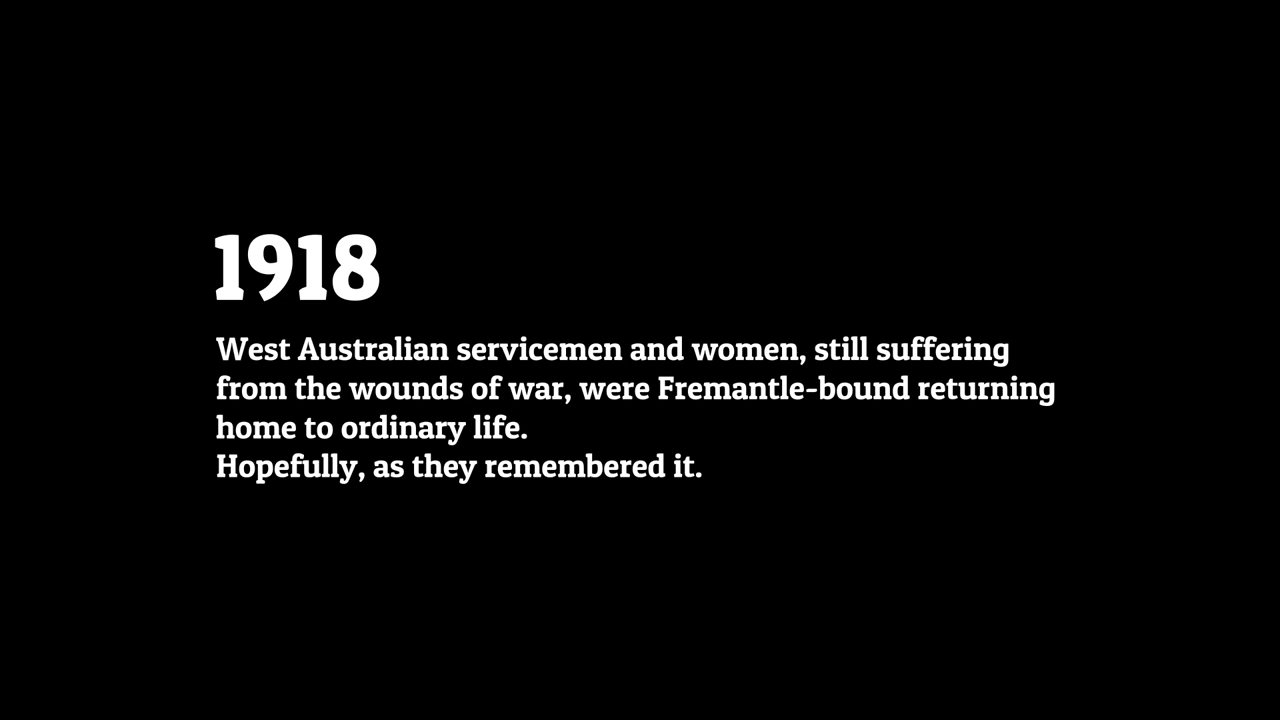 1918
West Australian servicemen and women, still suffering
from the wounds of war, were Fremantle-bound returning
home to ordinary life.
Hopefully, as they remembered it.